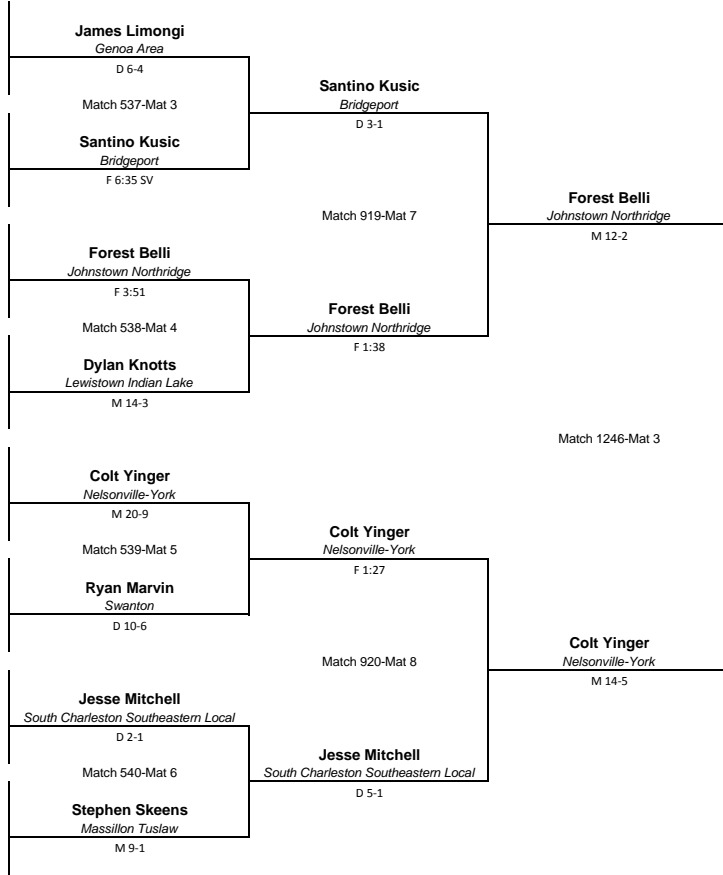 James Limongi
Genoa Area
D 6-4
Match 537-Mat 3
Santino Kusic
Bridgeport
F 6:35 SV
Santino Kusic
Bridgeport
D 3-1
Forest Belli
Johnstown Northridge
F 3:51
Match 538-Mat 4
Dylan Knotts
Lewistown Indian Lake
M 14-3
Match 919-Mat 7
Forest Belli
Johnstown Northridge
F 1:38
Forest Belli
Johnstown Northridge
M 12-2
Match 1246-Mat 3
Colt Yinger
Nelsonville-York
M 20-9
Match 539-Mat 5
Ryan Marvin
Swanton
D 10-6
Colt Yinger
Nelsonville-York
F 1:27
Match 920-Mat 8
Jesse Mitchell
South Charleston Southeastern Local
D 2-1
Match 540-Mat 6
Stephen Skeens
Massillon Tuslaw
M 9-1
Jesse Mitchell
South Charleston Southeastern Local
D 5-1
Colt Yinger
Nelsonville-York
M 14-5